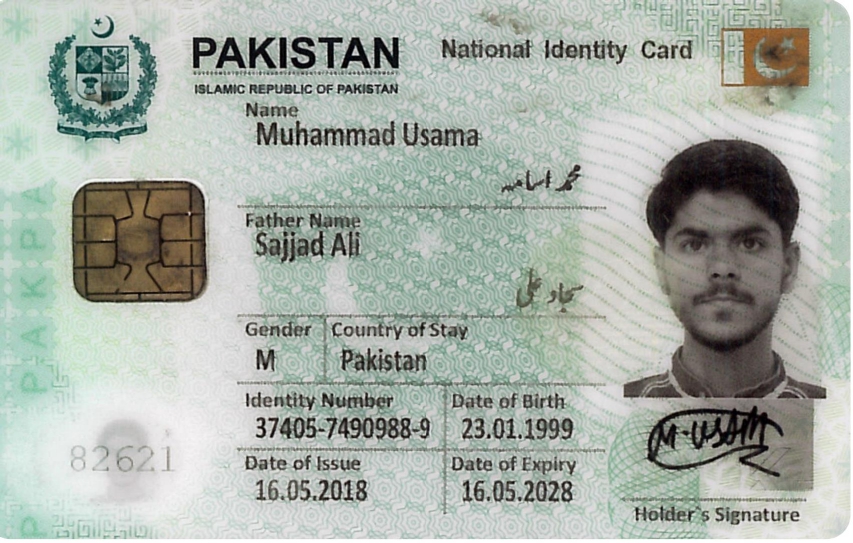 PAKISTAN National Identity Card
ISLAMIC REPUBLIC OF PAKISTAN
Name
Muhammad Usama
محمد اسامہ
Father Name
Sajjad Ali
سجاد علی
Gender Country of Stay
M Pakistan
Identity Number Date of Birth
37405-7490988-9 23.01.1999
Date of Issue Date of Expiry
16.05.2018 16.05.2028
82621
M-USAMA
Holder`s Signature
PAKPA